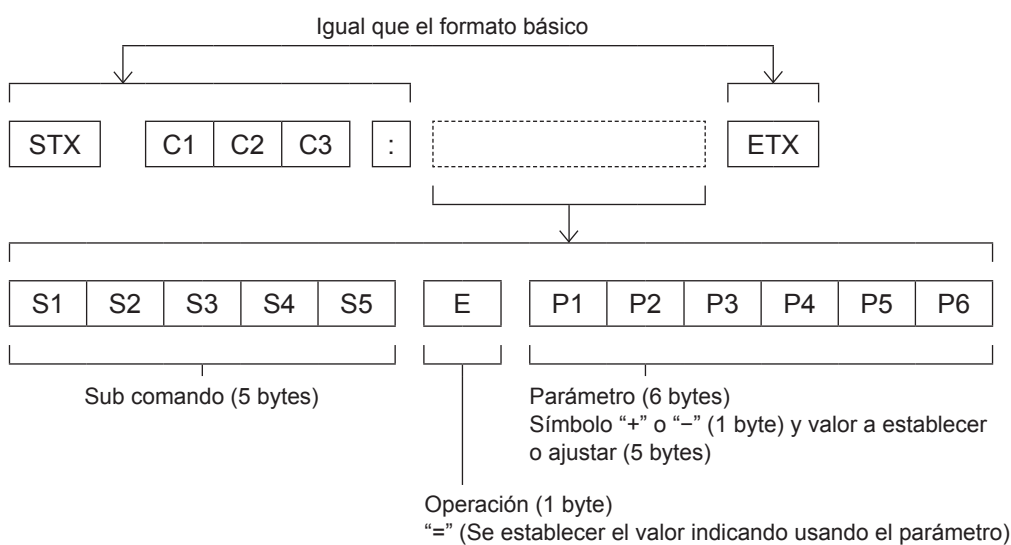 Igual que el formato básico
STX C1 C2 C3 : ETX
S1 S2 S3 S4 S5 E P1 P2 P3 P4 P5 P6
Sub comando (5 bytes)
Parámetro (6 bytes)
Símbolo “+” o “−” (1 byte) y valor a establecer
o ajustar (5 bytes)
Operación (1 byte)
“=” (Se establecer el valor indicando usando el parámetro)